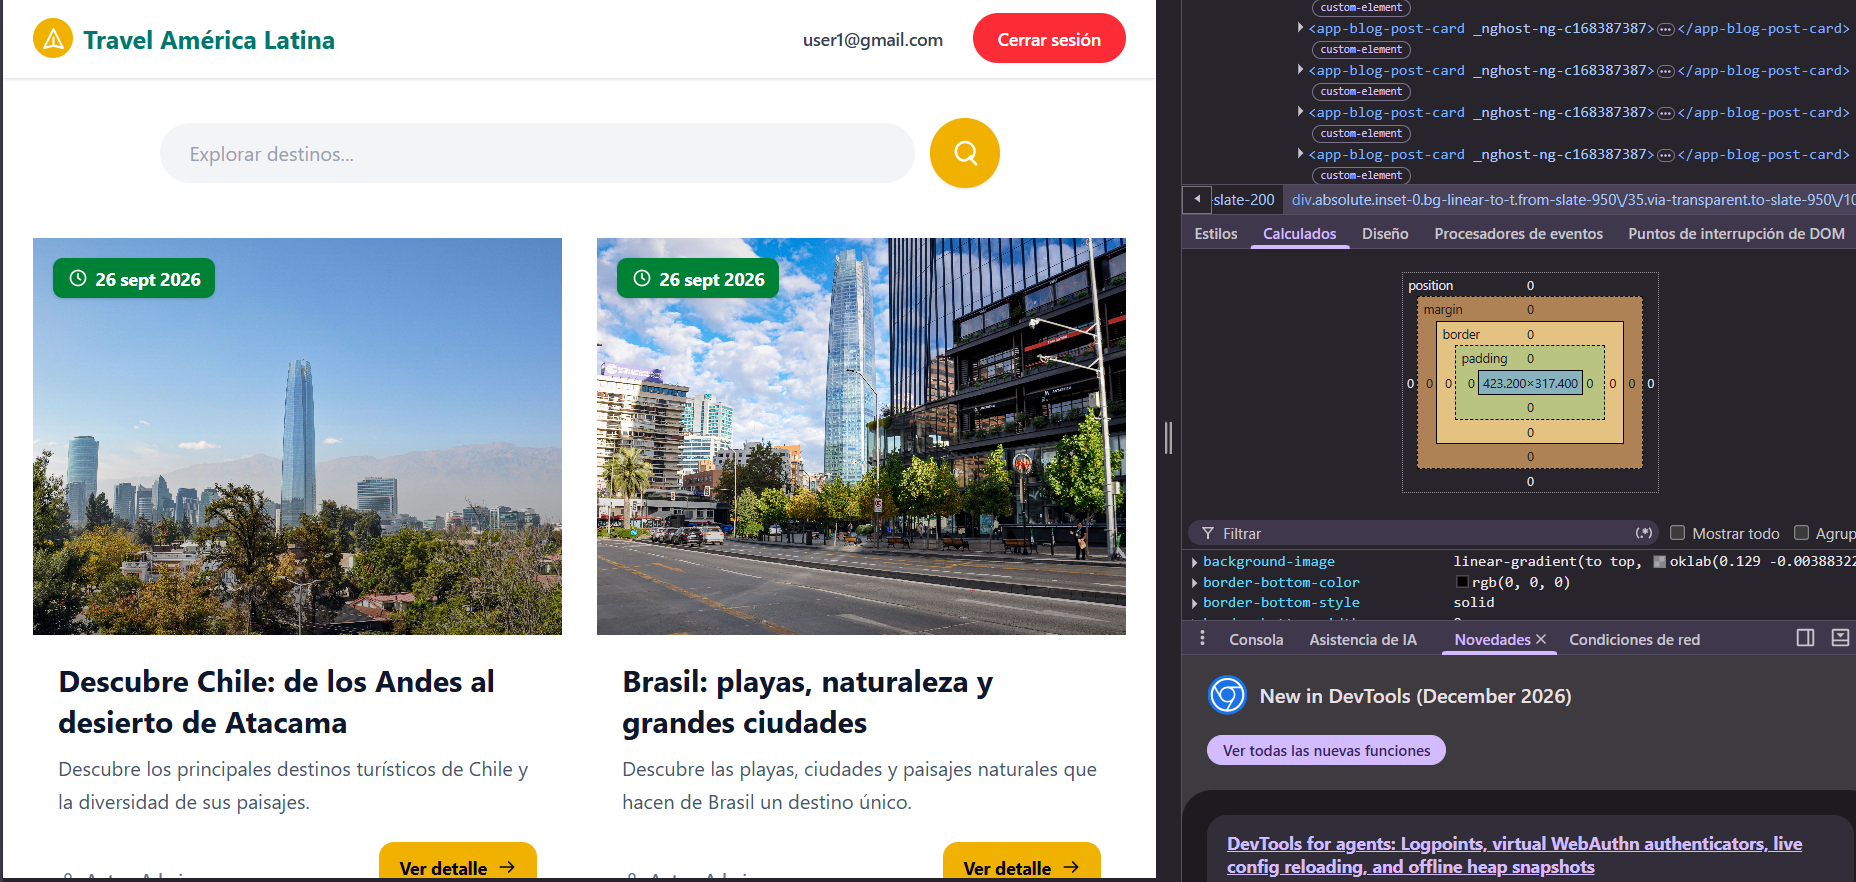 Travel América Latina
user1@gmail.com
Cerrar sesión
Explorar destinos...
26 sept 2026
26 sept 2026
Descubre Chile: de los Andes al
desierto de Atacama
Descubre los principales destinos turísticos de Chile y
la diversidad de sus paisajes.
Ver detalle
Brasil: playas, naturaleza y
grandes ciudades
Descubre las playas, ciudades y paisajes naturales que
hacen de Brasil un destino único.
Ver detalle
custom-element
<app-blog-post-card _nghost-ng-c168387387>…</app-blog-post-card>
custom-element
<app-blog-post-card _nghost-ng-c168387387>…</app-blog-post-card>
custom-element
<app-blog-post-card _nghost-ng-c168387387>…</app-blog-post-card>
custom-element
<app-blog-post-card _nghost-ng-c168387387>…</app-blog-post-card>
custom-element
-slate-200 div.absolute.inset-0.bg-linear-to-t.from-slate-950\/35.via-transparent.to-slate-950\/10
Estilos Calculados Diseño Procesadores de eventos Puntos de interrupción de DOM
position 0
margin 0
border 0
padding 0
0 0 0 0 423.200×317.400 0 0 0 0
0
0
0
0
Filtrar (.*) Mostrar todo Agrup
background-image linear-gradient(to top, oklab(0.129 -0.00388322
border-bottom-color rgb(0, 0, 0)
border-bottom-style solid
Consola Asistencia de IA Novedades × Condiciones de red
New in DevTools (December 2026)
Ver todas las nuevas funciones
DevTools for agents: Logpoints, virtual WebAuthn authenticators, live
config reloading, and offline heap snapshots